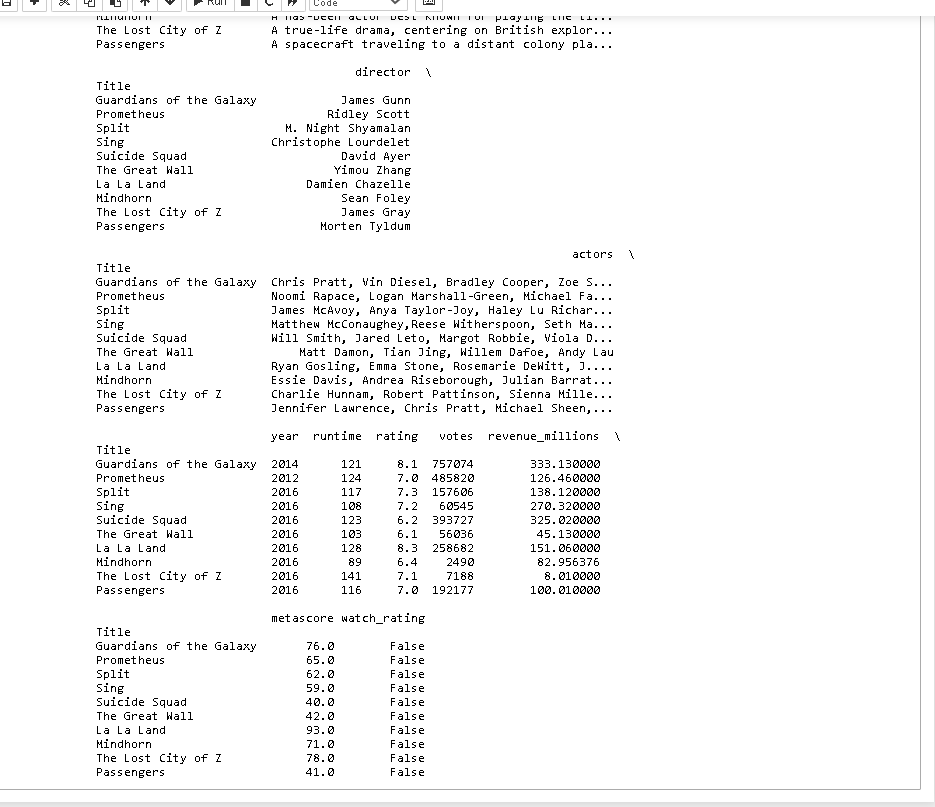 Run Code
Mindhorn A has-been actor best known for playing the ti...
The Lost City of Z A true-life drama, centering on British explor...
Passengers A spacecraft traveling to a distant colony pla...
director \
Title
Guardians of the Galaxy James Gunn
Prometheus Ridley Scott
Split M. Night Shyamalan
Sing Christophe Lourdelet
Suicide Squad David Ayer
The Great Wall Yimou Zhang
La La Land Damien Chazelle
Mindhorn Sean Foley
The Lost City of Z James Gray
Passengers Morten Tyldum
actors \
Title
Guardians of the Galaxy Chris Pratt, Vin Diesel, Bradley Cooper, Zoe S...
Prometheus Noomi Rapace, Logan Marshall-Green, Michael Fa...
Split James McAvoy, Anya Taylor-Joy, Haley Lu Richar...
Sing Matthew McConaughey,Reese Witherspoon, Seth Ma...
Suicide Squad Will Smith, Jared Leto, Margot Robbie, Viola D...
The Great Wall Matt Damon, Tian Jing, Willem Dafoe, Andy Lau
La La Land Ryan Gosling, Emma Stone, Rosemarie DeWitt, J....
Mindhorn Essie Davis, Andrea Riseborough, Julian Barrat...
The Lost City of Z Charlie Hunnam, Robert Pattinson, Sienna Mille...
Passengers Jennifer Lawrence, Chris Pratt, Michael Sheen,...
year runtime rating votes revenue_millions \
Title
Guardians of the Galaxy 2014 121 8.1 757074 333.130000
Prometheus 2012 124 7.0 485820 126.460000
Split 2016 117 7.3 157606 138.120000
Sing 2016 108 7.2 60545 270.320000
Suicide Squad 2016 123 6.2 393727 325.020000
The Great Wall 2016 103 6.1 56036 45.130000
La La Land 2016 128 8.3 258682 151.060000
Mindhorn 2016 89 6.4 2490 82.956376
The Lost City of Z 2016 141 7.1 7188 8.010000
Passengers 2016 116 7.0 192177 100.010000
metascore watch_rating
Title
Guardians of the Galaxy 76.0 False
Prometheus 65.0 False
Split 62.0 False
Sing 59.0 False
Suicide Squad 40.0 False
The Great Wall 42.0 False
La La Land 93.0 False
Mindhorn 71.0 False
The Lost City of Z 78.0 False
Passengers 41.0 False